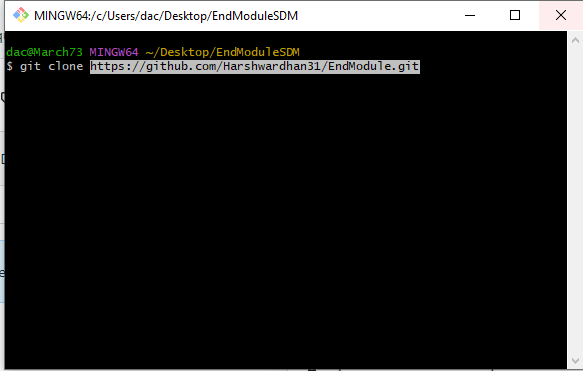 MINGW64:/c/Users/dac/Desktop/EndModuleSDM
dac@March73 MINGW64 ~/Desktop/EndModuleSDM
$ git clone https://github.com/Harshwardhan31/EndModule.git